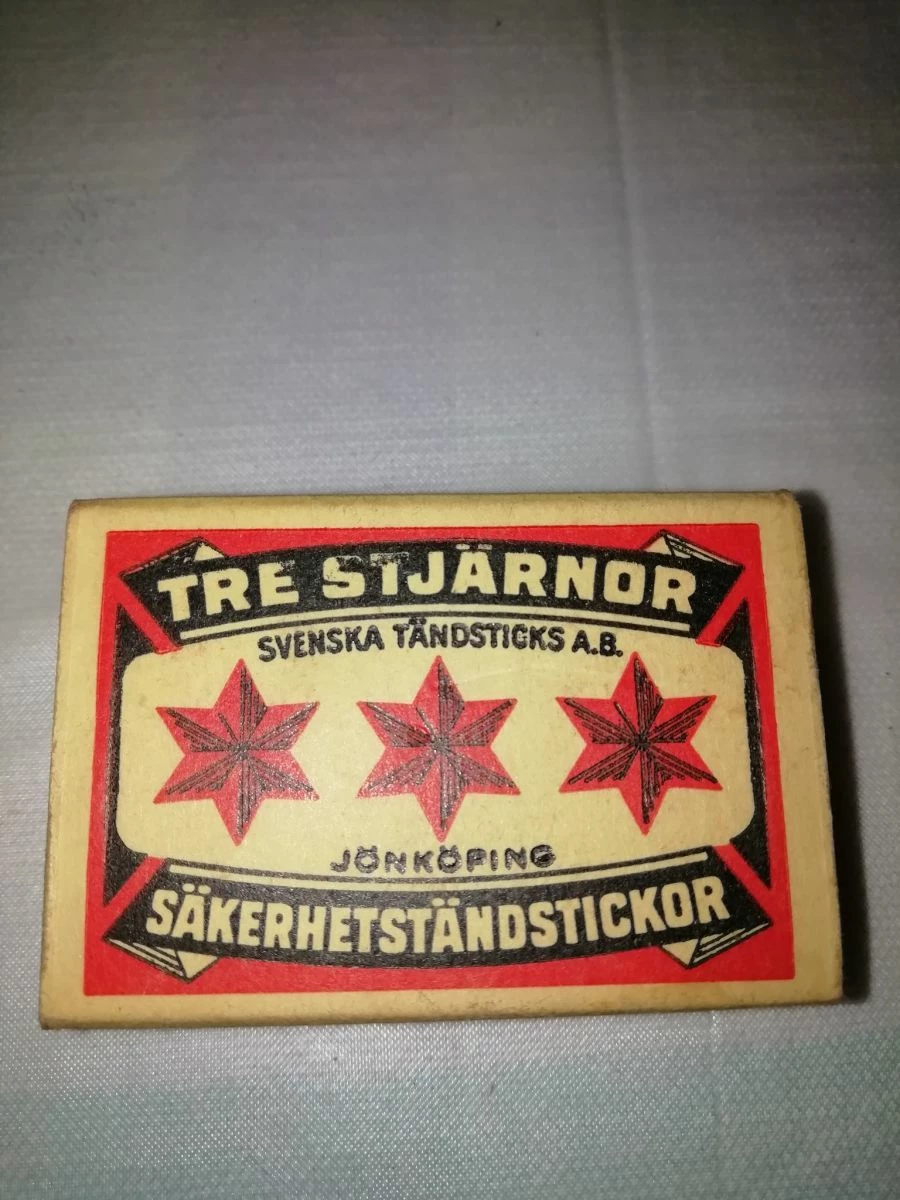 TRE STJÄRNOR
SVENSKA TÄNDSTICKS A.B.
JÖNKÖPING
SÄKERHETSTÄNDSTICKOR